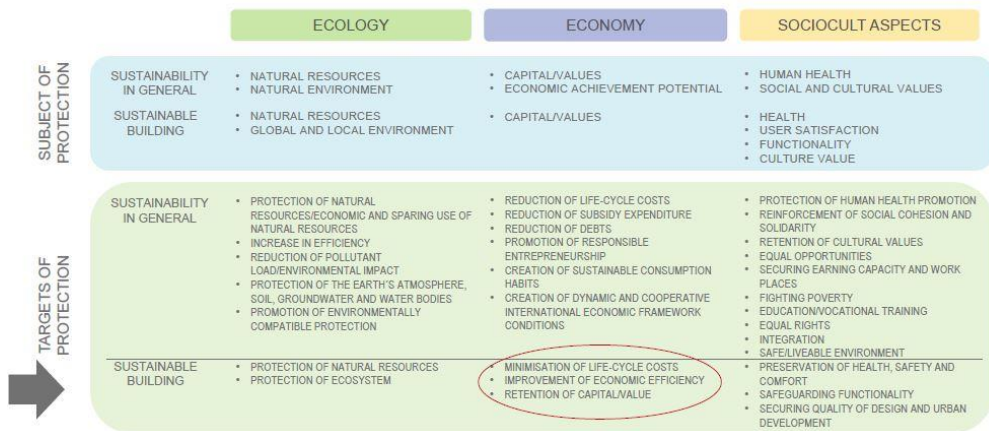 ECOLOGY
ECONOMY
SOCIOCULT ASPECTS
SUBJECT OF
PROTECTION
SUSTAINABILITY
IN GENERAL
• NATURAL RESOURCES
• NATURAL ENVIRONMENT
• CAPITAL/VALUES
• ECONOMIC ACHIEVEMENT POTENTIAL
• HUMAN HEALTH
• SOCIAL AND CULTURAL VALUES
SUSTAINABLE
BUILDING
• NATURAL RESOURCES
• GLOBAL AND LOCAL ENVIRONMENT
• CAPITAL/VALUES
• HEALTH
• USER SATISFACTION
• FUNCTIONALITY
• CULTURE VALUE
TARGETS OF
PROTECTION
SUSTAINABILITY
IN GENERAL
• PROTECTION OF NATURAL
RESOURCES/ECONOMIC AND SPARING USE OF
NATURAL RESOURCES
• INCREASE IN EFFICIENCY
• REDUCTION OF POLLUTANT
LOAD/ENVIRONMENTAL IMPACT
• PROTECTION OF THE EARTH'S ATMOSPHERE,
SOIL, GROUNDWATER AND WATER BODIES
• PROMOTION OF ENVIRONMENTALLY
COMPATIBLE PROTECTION
• REDUCTION OF LIFE-CYCLE COSTS
• REDUCTION OF SUBSIDY EXPENDITURE
• REDUCTION OF DEBTS
• PROMOTION OF RESPONSIBLE
ENTREPRENEURSHIP
• CREATION OF SUSTAINABLE CONSUMPTION
HABITS
• CREATION OF DYNAMIC AND COOPERATIVE
INTERNATIONAL ECONOMIC FRAMEWORK
CONDITIONS
• PROTECTION OF HUMAN HEALTH PROMOTION
• REINFORCEMENT OF SOCIAL COHESION AND
SOLIDARITY
• RETENTION OF CULTURAL VALUES
• EQUAL OPPORTUNITIES
• SECURING EARNING CAPACITY AND WORK
PLACES
• FIGHTING POVERTY
• EDUCATION/VOCATIONAL TRAINING
• EQUAL RIGHTS
• INTEGRATION
• SAFE/LIVEABLE ENVIRONMENT
SUSTAINABLE
BUILDING
• PROTECTION OF NATURAL RESOURCES
• PROTECTION OF ECOSYSTEM
• MINIMISATION OF LIFE-CYCLE COSTS
• IMPROVEMENT OF ECONOMIC EFFICIENCY
• RETENTION OF CAPITAL/VALUE
• PRESERVATION OF HEALTH, SAFETY AND
COMFORT
• SAFEGUARDING FUNCTIONALITY
• SECURING QUALITY OF DESIGN AND URBAN
DEVELOPMENT